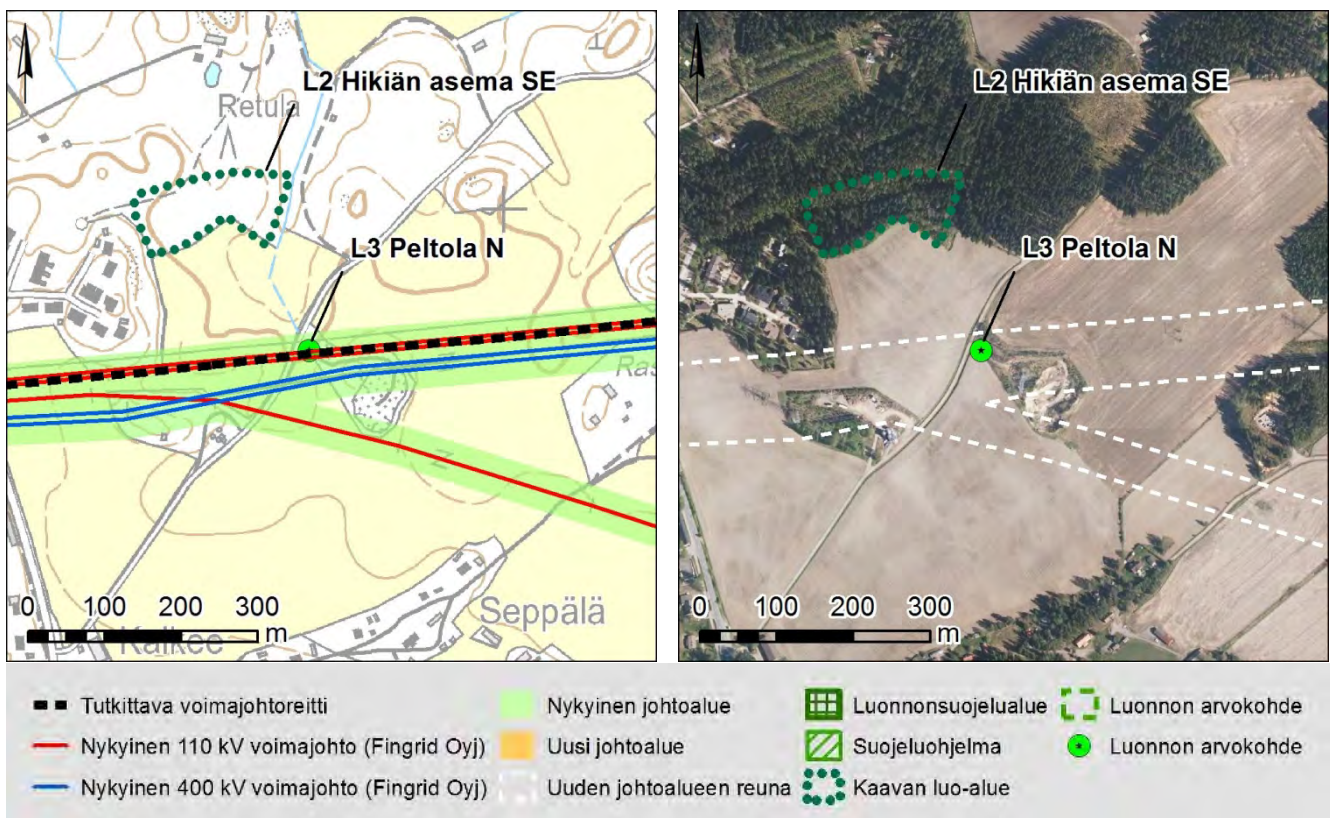 L2 Hikiän asema SE
Retula
L3 Peltola N
Z
Z
Ras
0 100 200 300
m
Kalkee
Seppälä
L2 Hikiän asema SE
L3 Peltola N
0 100 200 300
m
Tutkittava voimajohtoreitti
Nykyinen 110 kV voimajohto (Fingrid Oyj)
Nykyinen 400 kV voimajohto (Fingrid Oyj)
Nykyinen johtoalue
Uusi johtoalue
Uuden johtoalueen reuna
Luonnonsuojelualue
Suojeluohjelma
Kaavan luo-alue
Luonnon arvokohde
Luonnon arvokohde